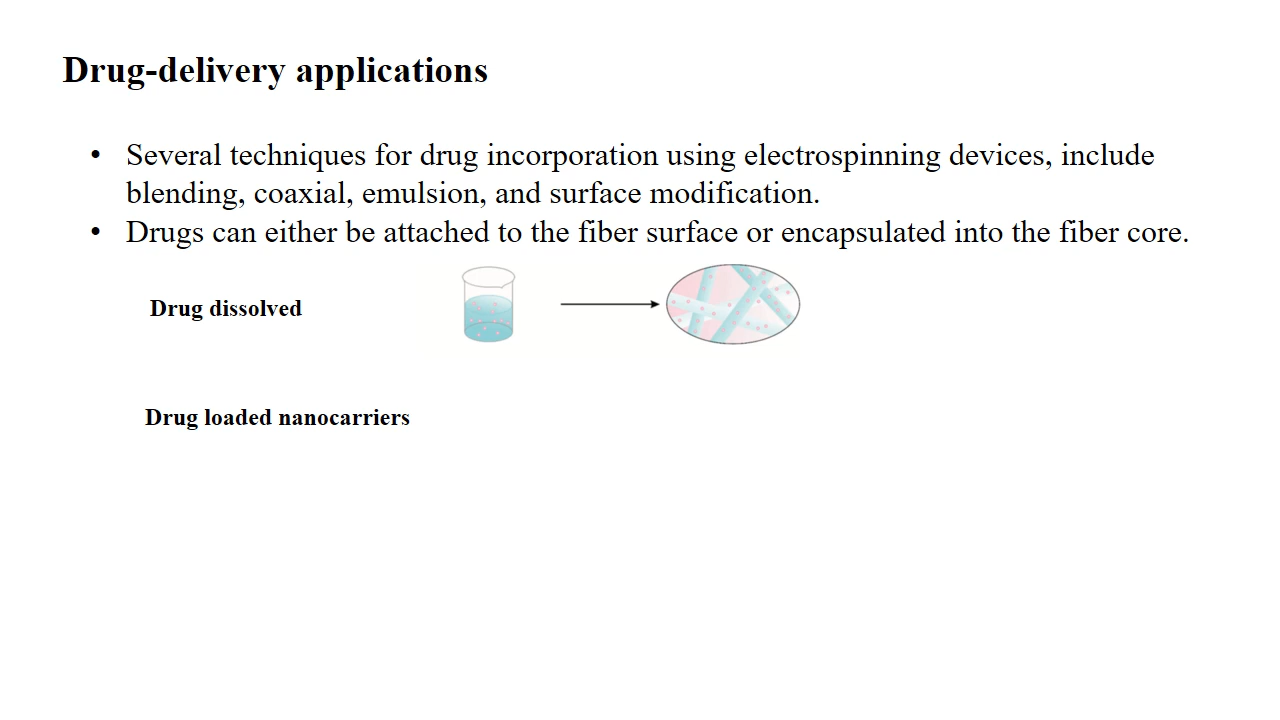 Drug-delivery applications
• Several techniques for drug incorporation using electrospinning devices, include
blending, coaxial, emulsion, and surface modification.
• Drugs can either be attached to the fiber surface or encapsulated into the fiber core.
Drug dissolved
Drug loaded nanocarriers